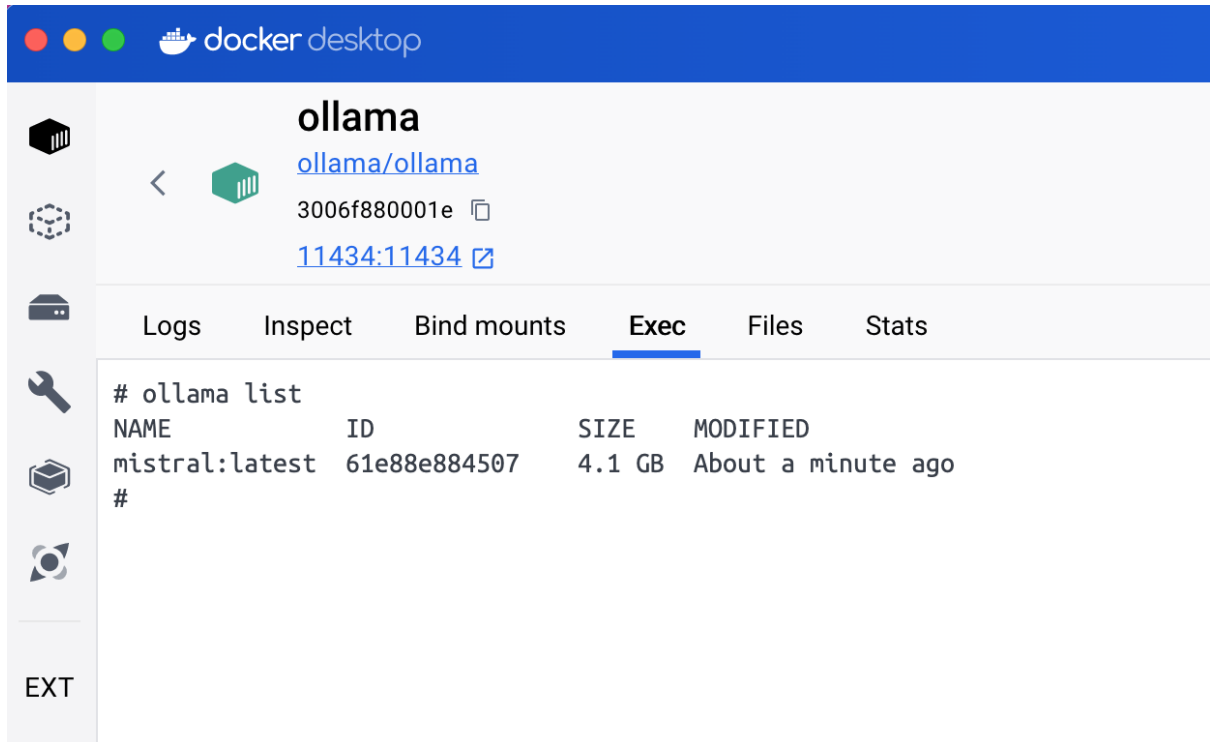 docker desktop
ollama
ollama/ollama
3006f880001e
11434:11434
Logs Inspect Bind mounts Exec Files Stats
# ollama list
NAME ID SIZE MODIFIED
mistral:latest 61e88e884507 4.1 GB About a minute ago
#
EXT